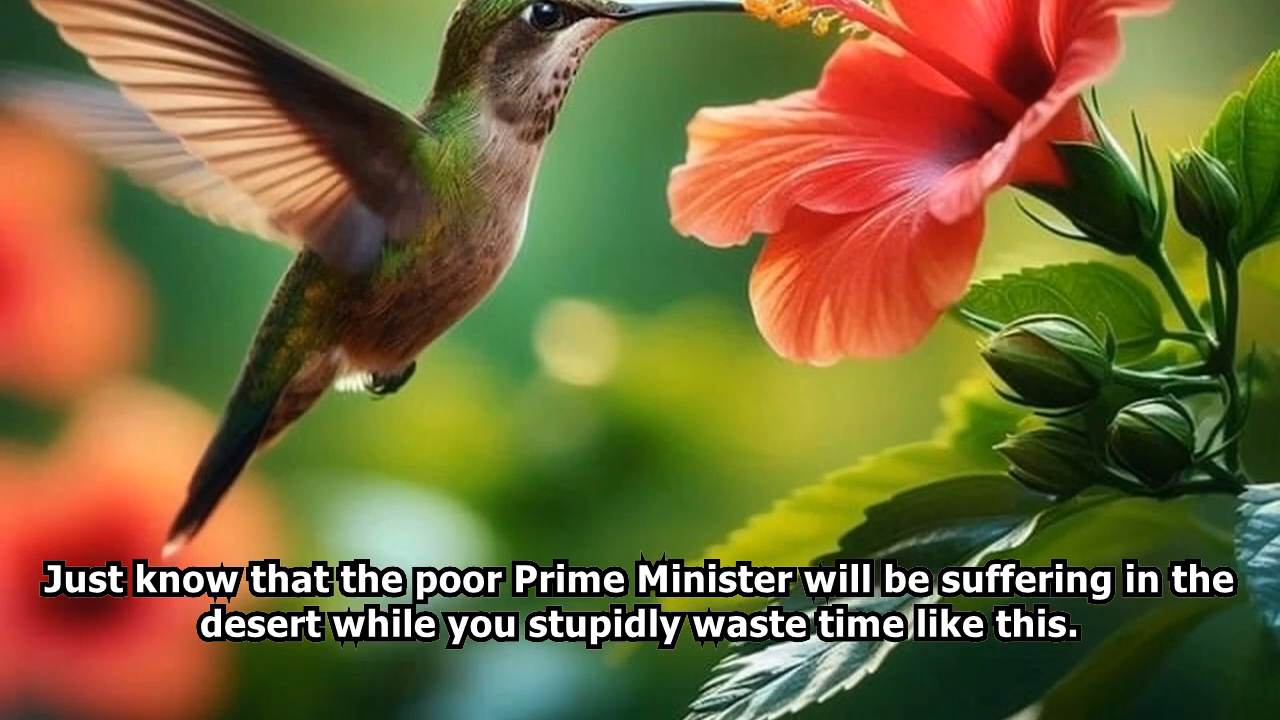 Just know that the poor Prime Minister will be suffering in the
desert while you stupidly waste time like this.